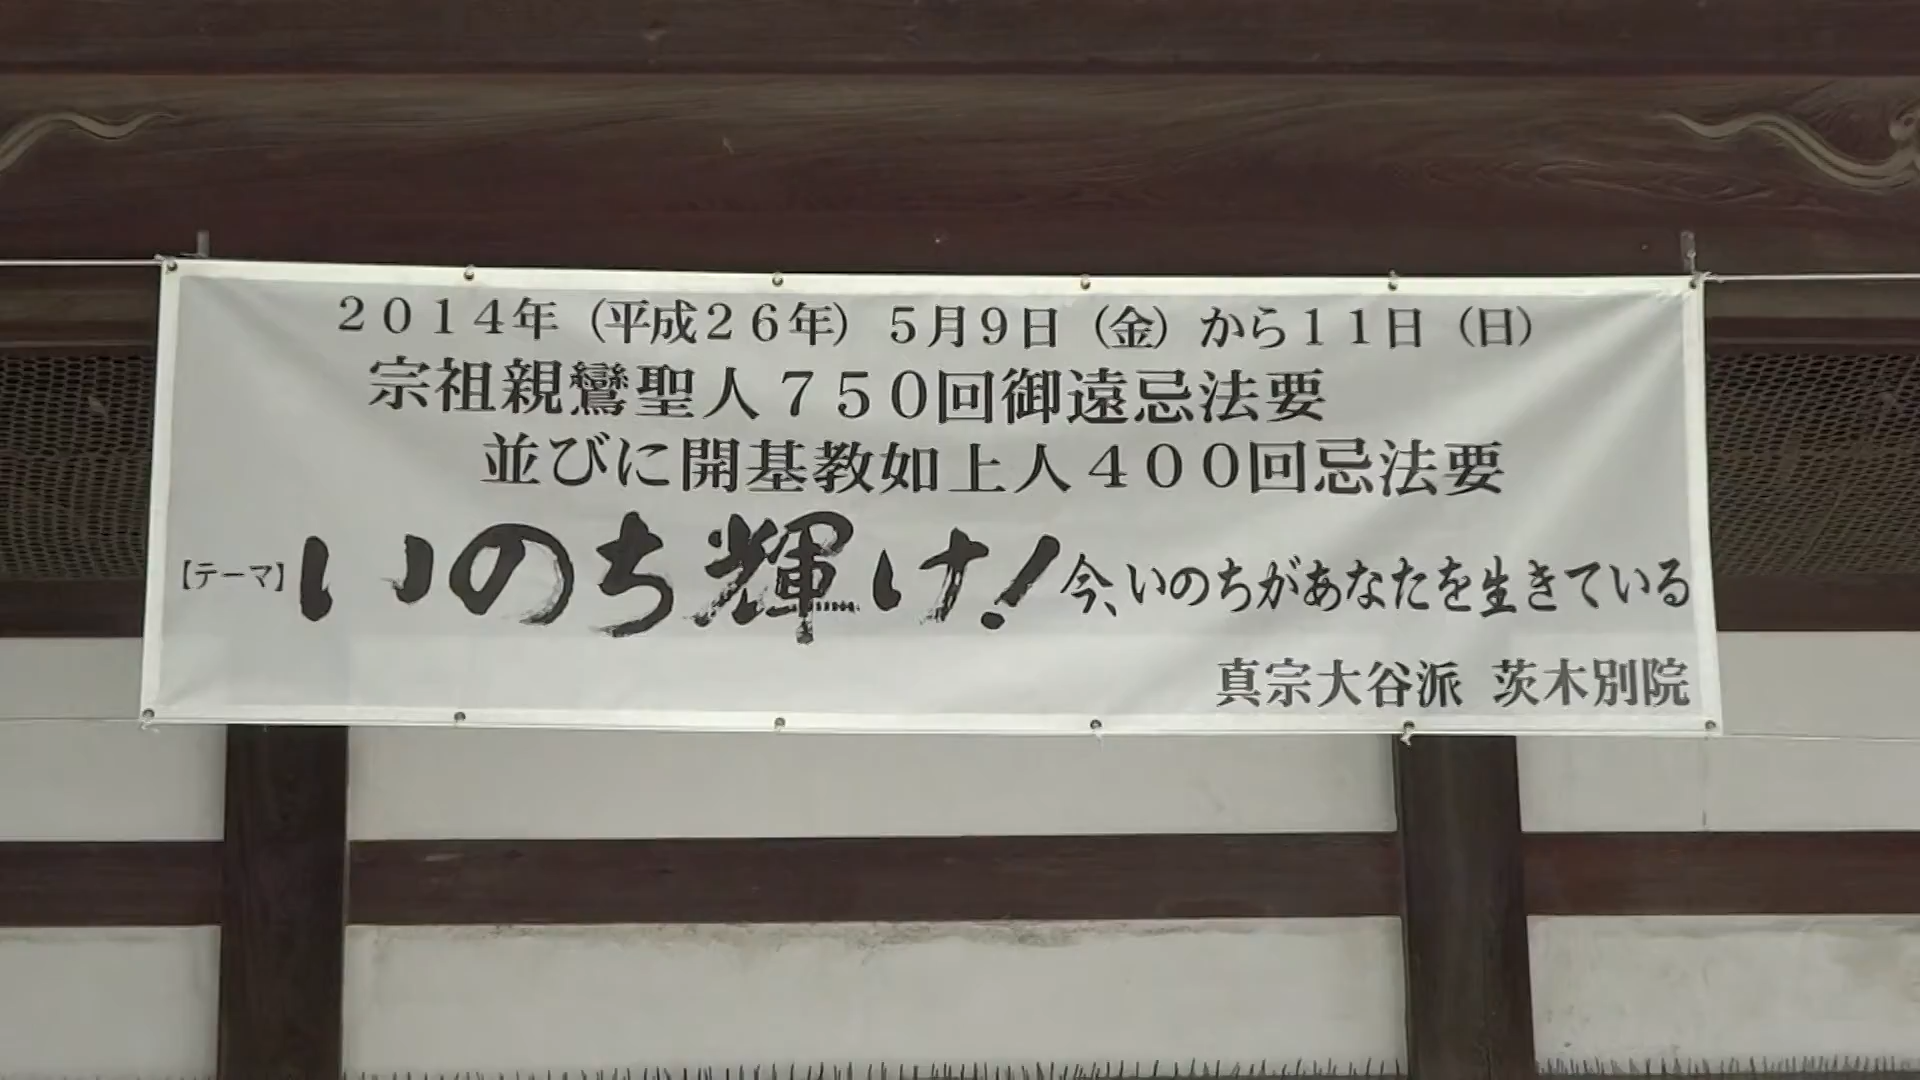 ２０１４年（平成２６年）５月９日（金）から１１日（日）
宗祖親鸞聖人７５０回御遠忌法要
並びに開基教如上人４００回忌法要
【テーマ】いのち輝け！今、いのちがあなたを生きている
真宗大谷派 茨木別院